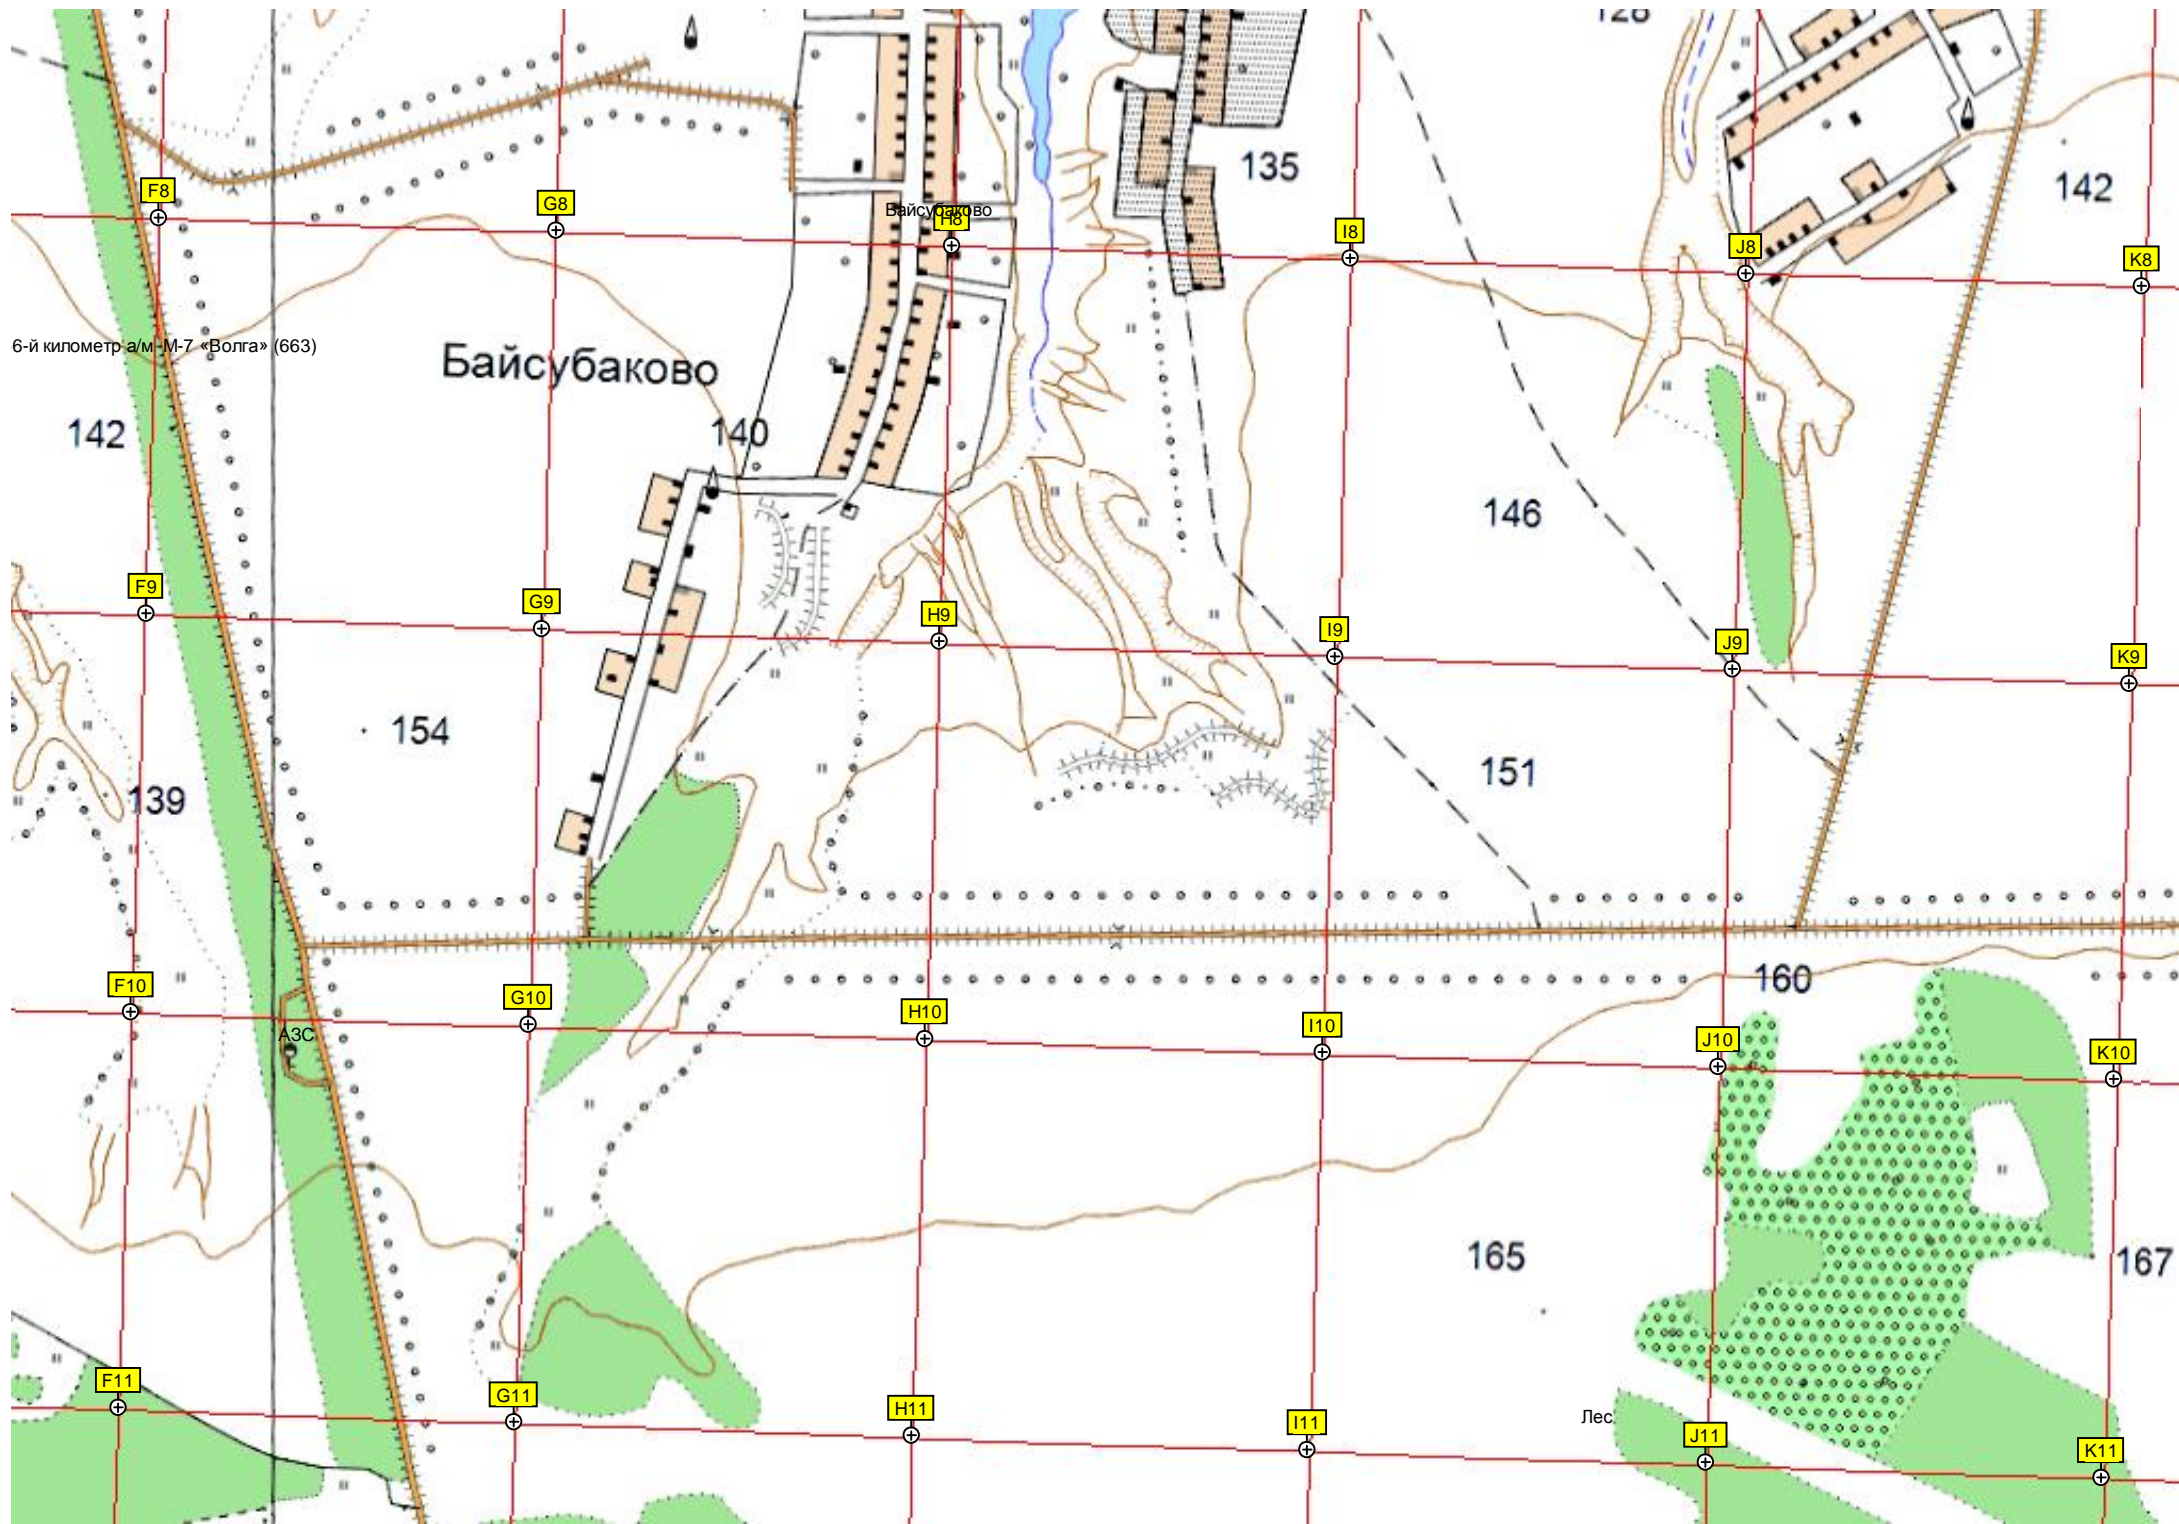 128
135
142
F8
G8
Байсубаково
H8
I8
J8
K8
6-й километр а/м М-7 «Волга» (663)
Байсубаково
142
140
146
F9
G9
H9
I9
J9
K9
154
139
151
160
F10
G10
H10
I10
J10
K10
АЗС
165
167
F11
G11
H11
I11
Лес
J11
K11